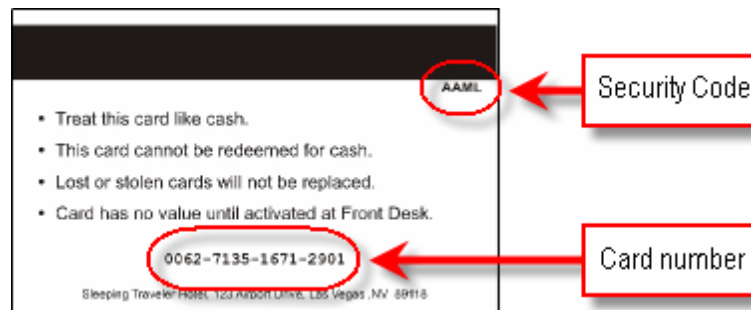 AAML
Security Code
• Treat this card like cash.
• This card cannot be redeemed for cash.
• Lost or stolen cards will not be replaced.
• Card has no value until activated at Front Desk.
0062-7135-1671-2901
Card number
Sleeping Traveler Hotel, 123 Airport Drive, Las Vegas ,NV 89118